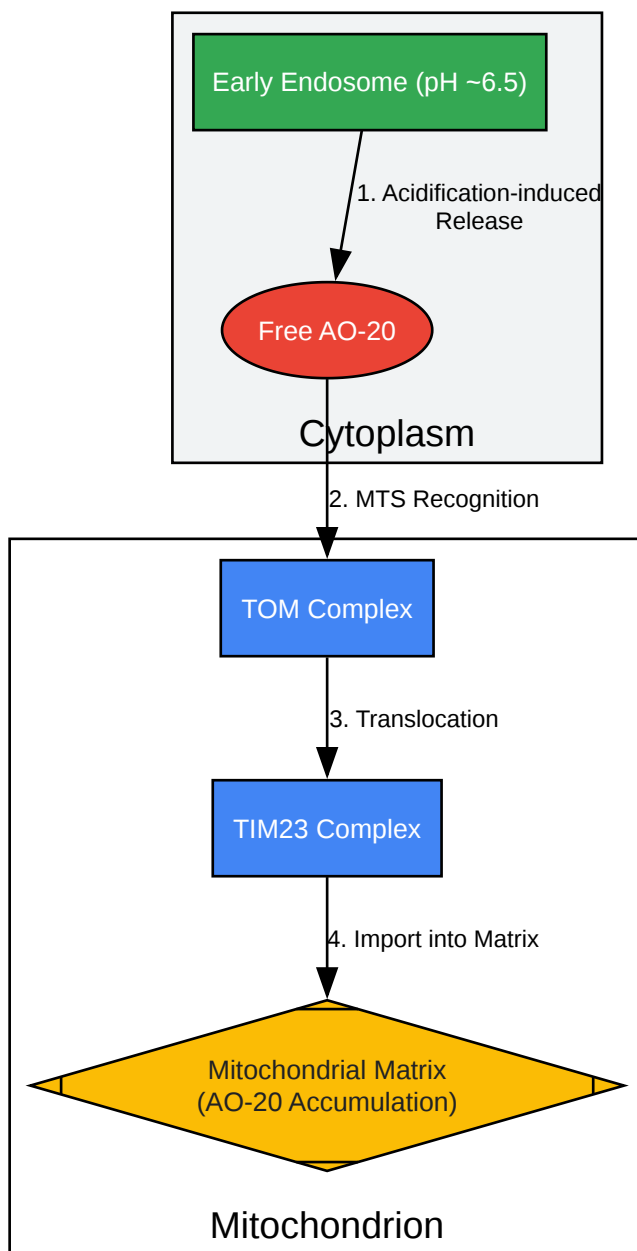 Early Endosome (pH ~6.5)
1. Acidification-induced
Release
Free AO-20
Cytoplasm
2. MTS Recognition
TOM Complex
3. Translocation
TIM23 Complex
4. Import into Matrix
Mitochondrial Matrix
(AO-20 Accumulation)
Mitochondrion